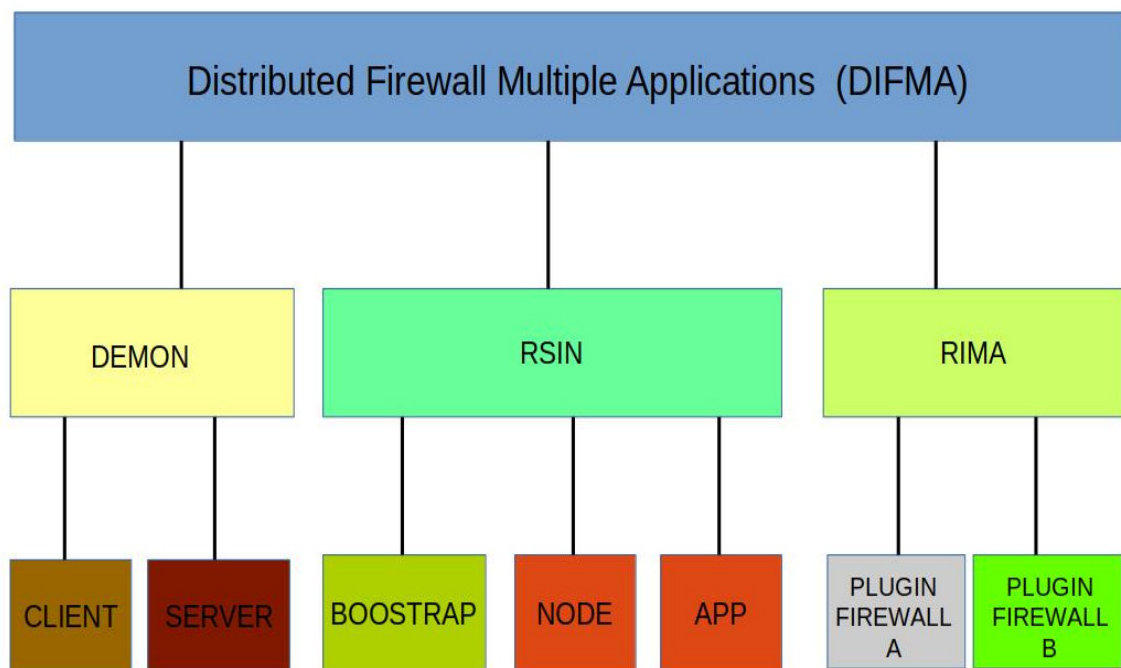 Distributed Firewall Multiple Applications (DIFMA)
DEMON
RSIN
RIMA
CLIENT
SERVER
BOOSTRAP
NODE
APP
PLUGIN
FIREWALL
A
PLUGIN
FIREWALL
B